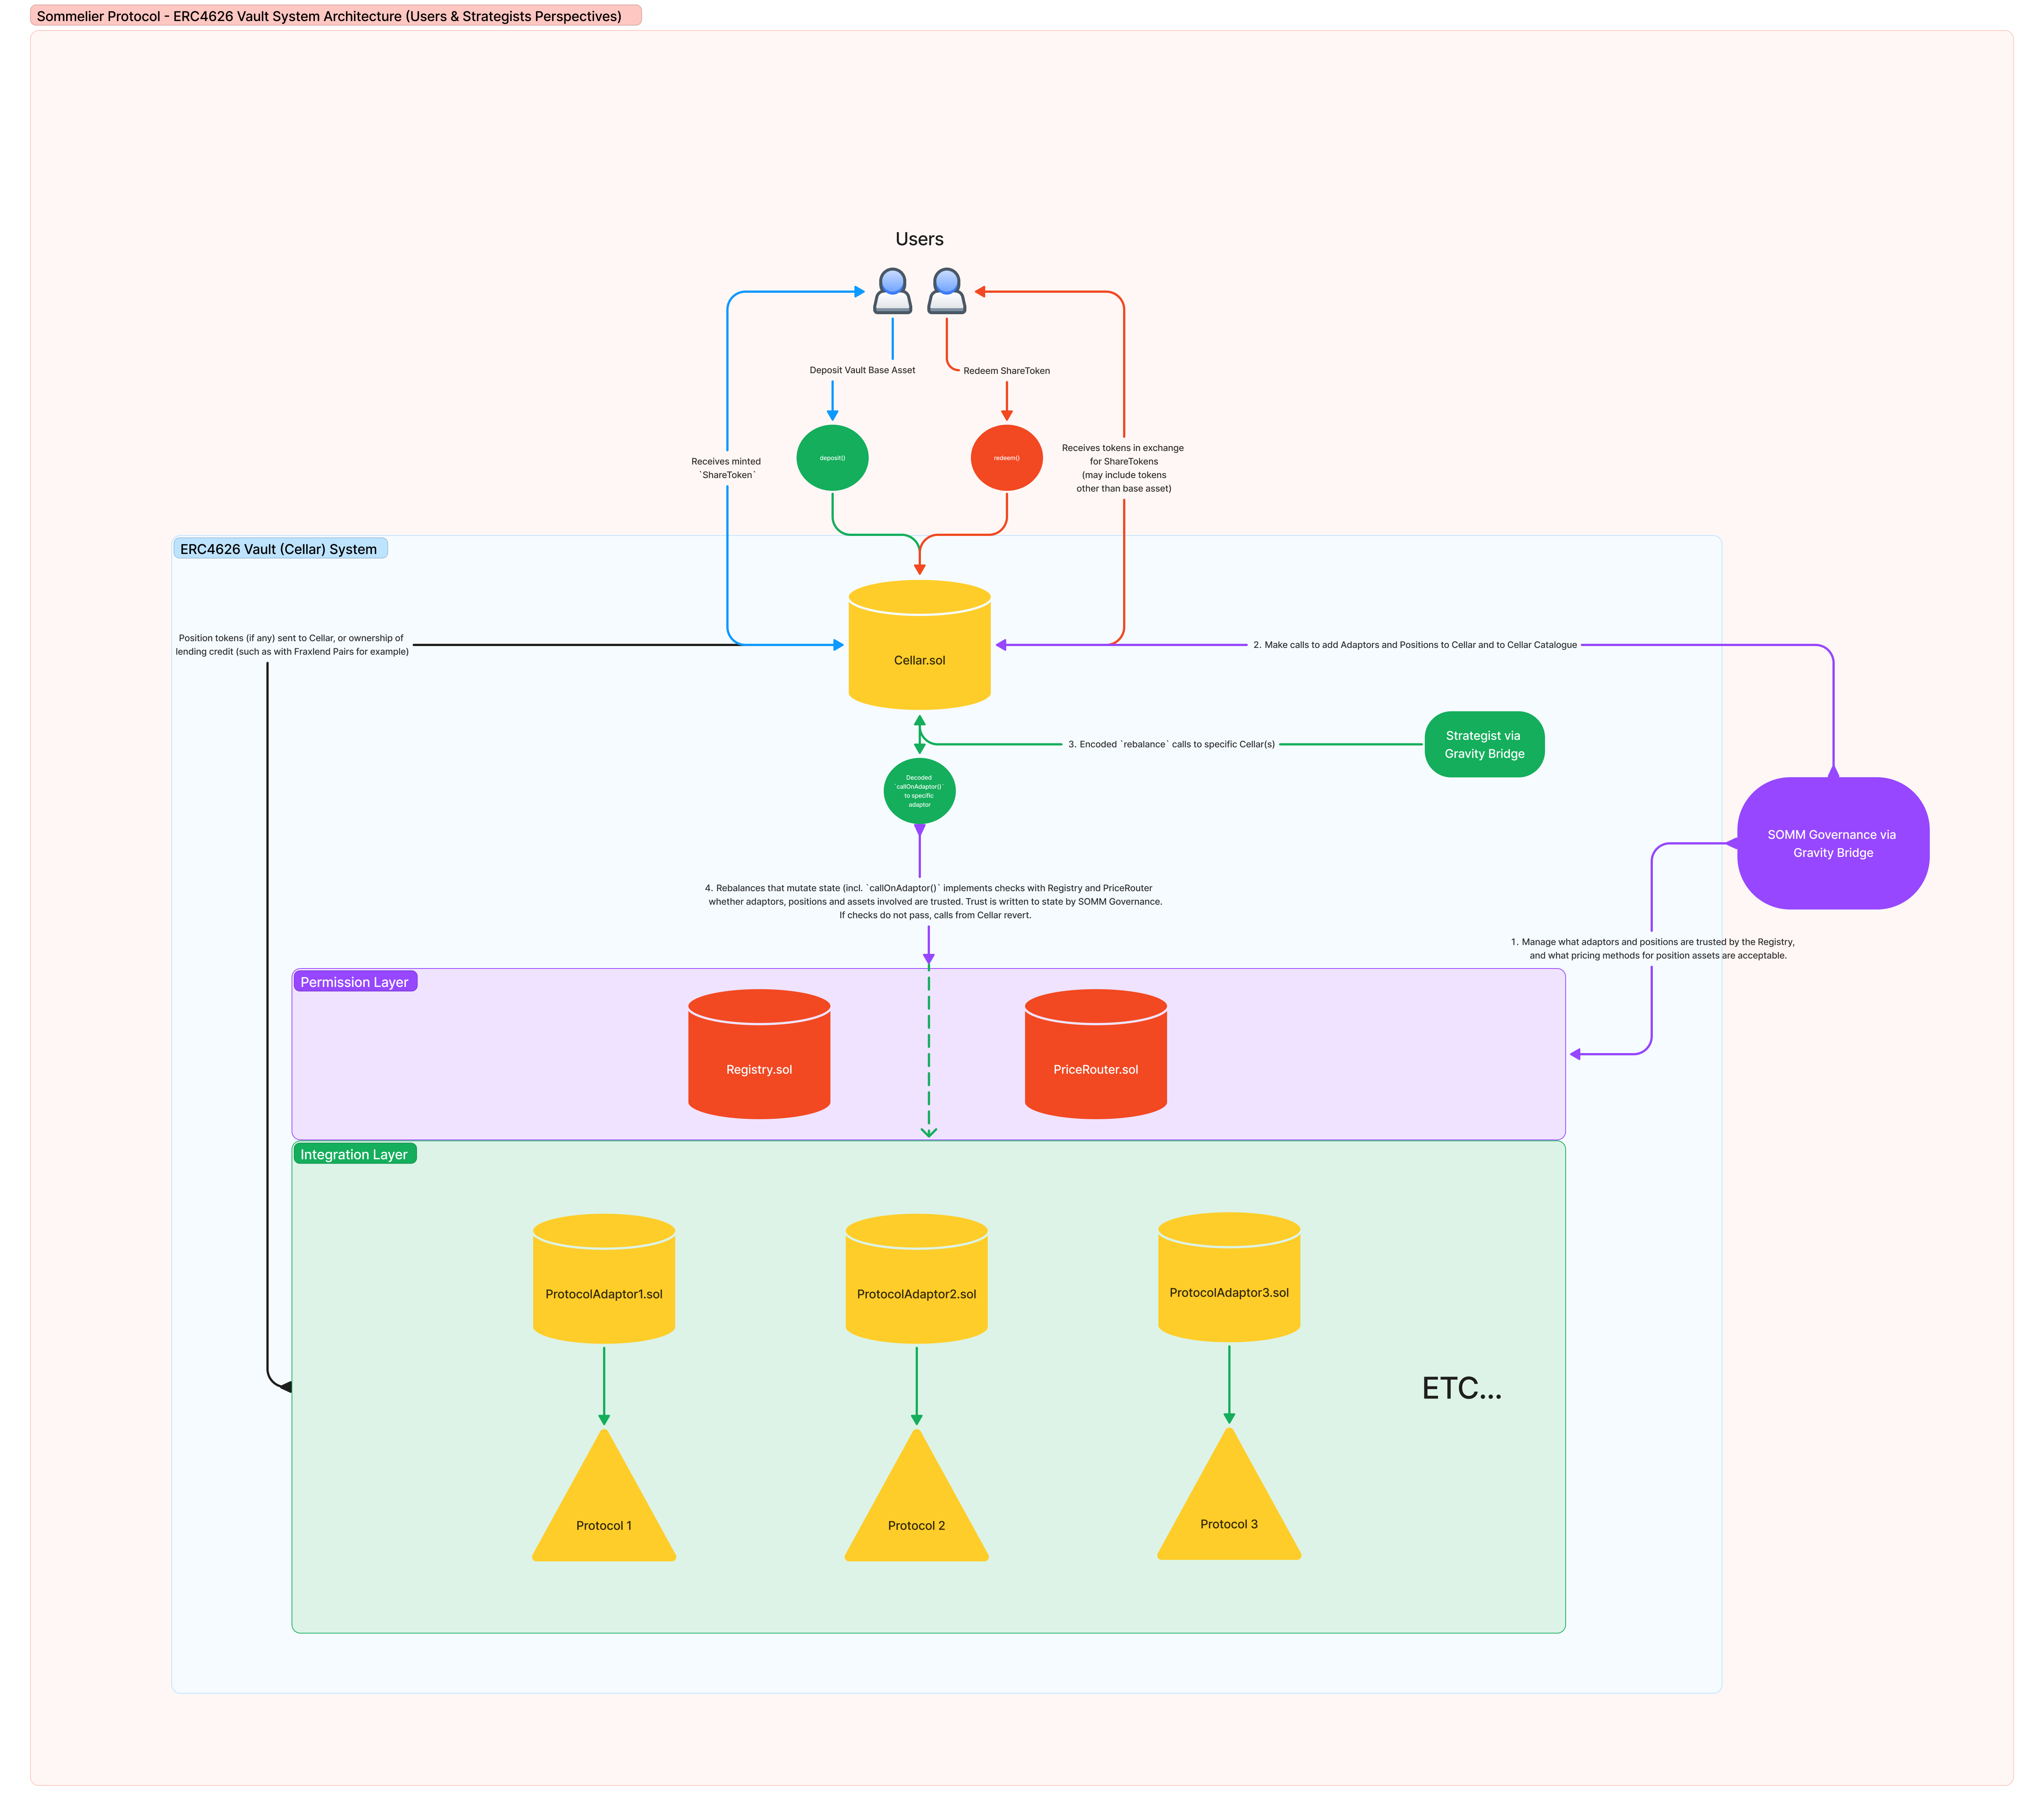 Sommelier Protocol - ERC4626 Vault System Architecture (Users & Strategists Perspectives)
Users
Deposit Vault Base Asset
Redeem ShareToken
deposit()
redeem()
Receives minted
`ShareToken`
Receives tokens in exchange
for ShareTokens
(may include tokens
other than base asset)
ERC4626 Vault (Cellar) System
Position tokens (if any) sent to Cellar, or ownership of
lending credit (such as with Fraxlend Pairs for example)
Cellar.sol
2. Make calls to add Adaptors and Positions to Cellar and to Cellar Catalogue
3. Encoded `rebalance` calls to specific Cellar(s)
Strategist via
Gravity Bridge
Decoded
`callOnAdaptor()`
to specific
adaptor
SOMM Governance via
Gravity Bridge
4. Rebalances that mutate state (incl. `callOnAdaptor()` implements checks with Registry and PriceRouter
whether adaptors, positions and assets involved are trusted. Trust is written to state by SOMM Governance.
If checks do not pass, calls from Cellar revert.
1. Manage what adaptors and positions are trusted by the Registry,
and what pricing methods for position assets are acceptable.
Permission Layer
Registry.sol
PriceRouter.sol
Integration Layer
ProtocolAdaptor1.sol
ProtocolAdaptor2.sol
ProtocolAdaptor3.sol
ETC...
Protocol 1
Protocol 2
Protocol 3